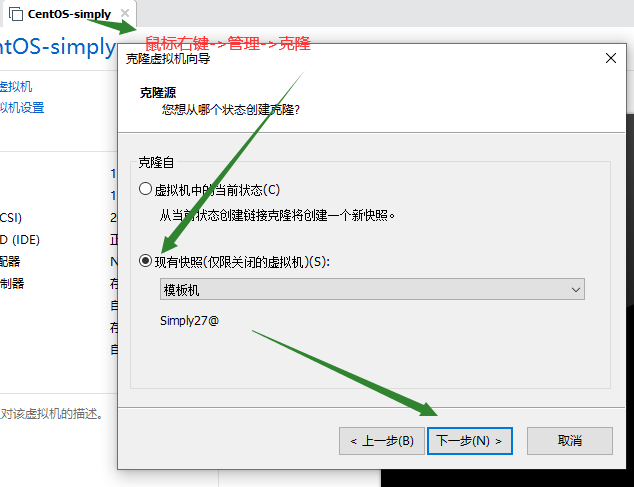 CentOS-simply
鼠标右键->管理->克隆
ntOS-simply
克隆虚拟机向导
克隆源
您想从哪个状态创建克隆?
虚拟机
拟机设置
克隆自
虚拟机中的当前状态(C)
从当前状态创建链接克隆将创建一个新快照。
现有快照(仅限关闭的虚拟机)(S):
模板机
Simply27@
1
1
CSI) 2
D (IDE) 正
配器 N
制器 存
自
存
自
对该虚拟机的描述。
< 上一步(B)
下一步(N) >
取消